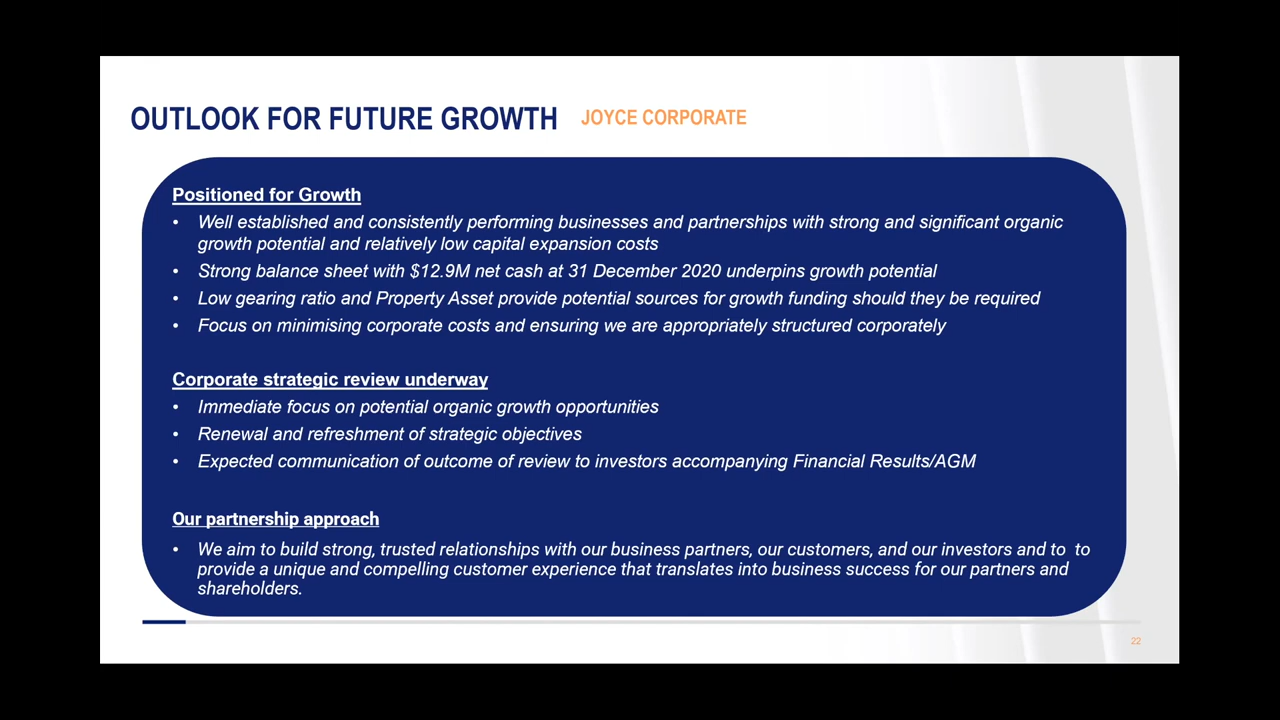 OUTLOOK FOR FUTURE GROWTH JOYCE CORPORATE
Positioned for Growth
• Well established and consistently performing businesses and partnerships with strong and significant organic
growth potential and relatively low capital expansion costs
• Strong balance sheet with $12.9M net cash at 31 December 2020 underpins growth potential
• Low gearing ratio and Property Asset provide potential sources for growth funding should they be required
• Focus on minimising corporate costs and ensuring we are appropriately structured corporately
Corporate strategic review underway
• Immediate focus on potential organic growth opportunities
• Renewal and refreshment of strategic objectives
• Expected communication of outcome of review to investors accompanying Financial Results/AGM
Our partnership approach
• We aim to build strong, trusted relationships with our business partners, our customers, and our investors and to to
provide a unique and compelling customer experience that translates into business success for our partners and
shareholders.
22